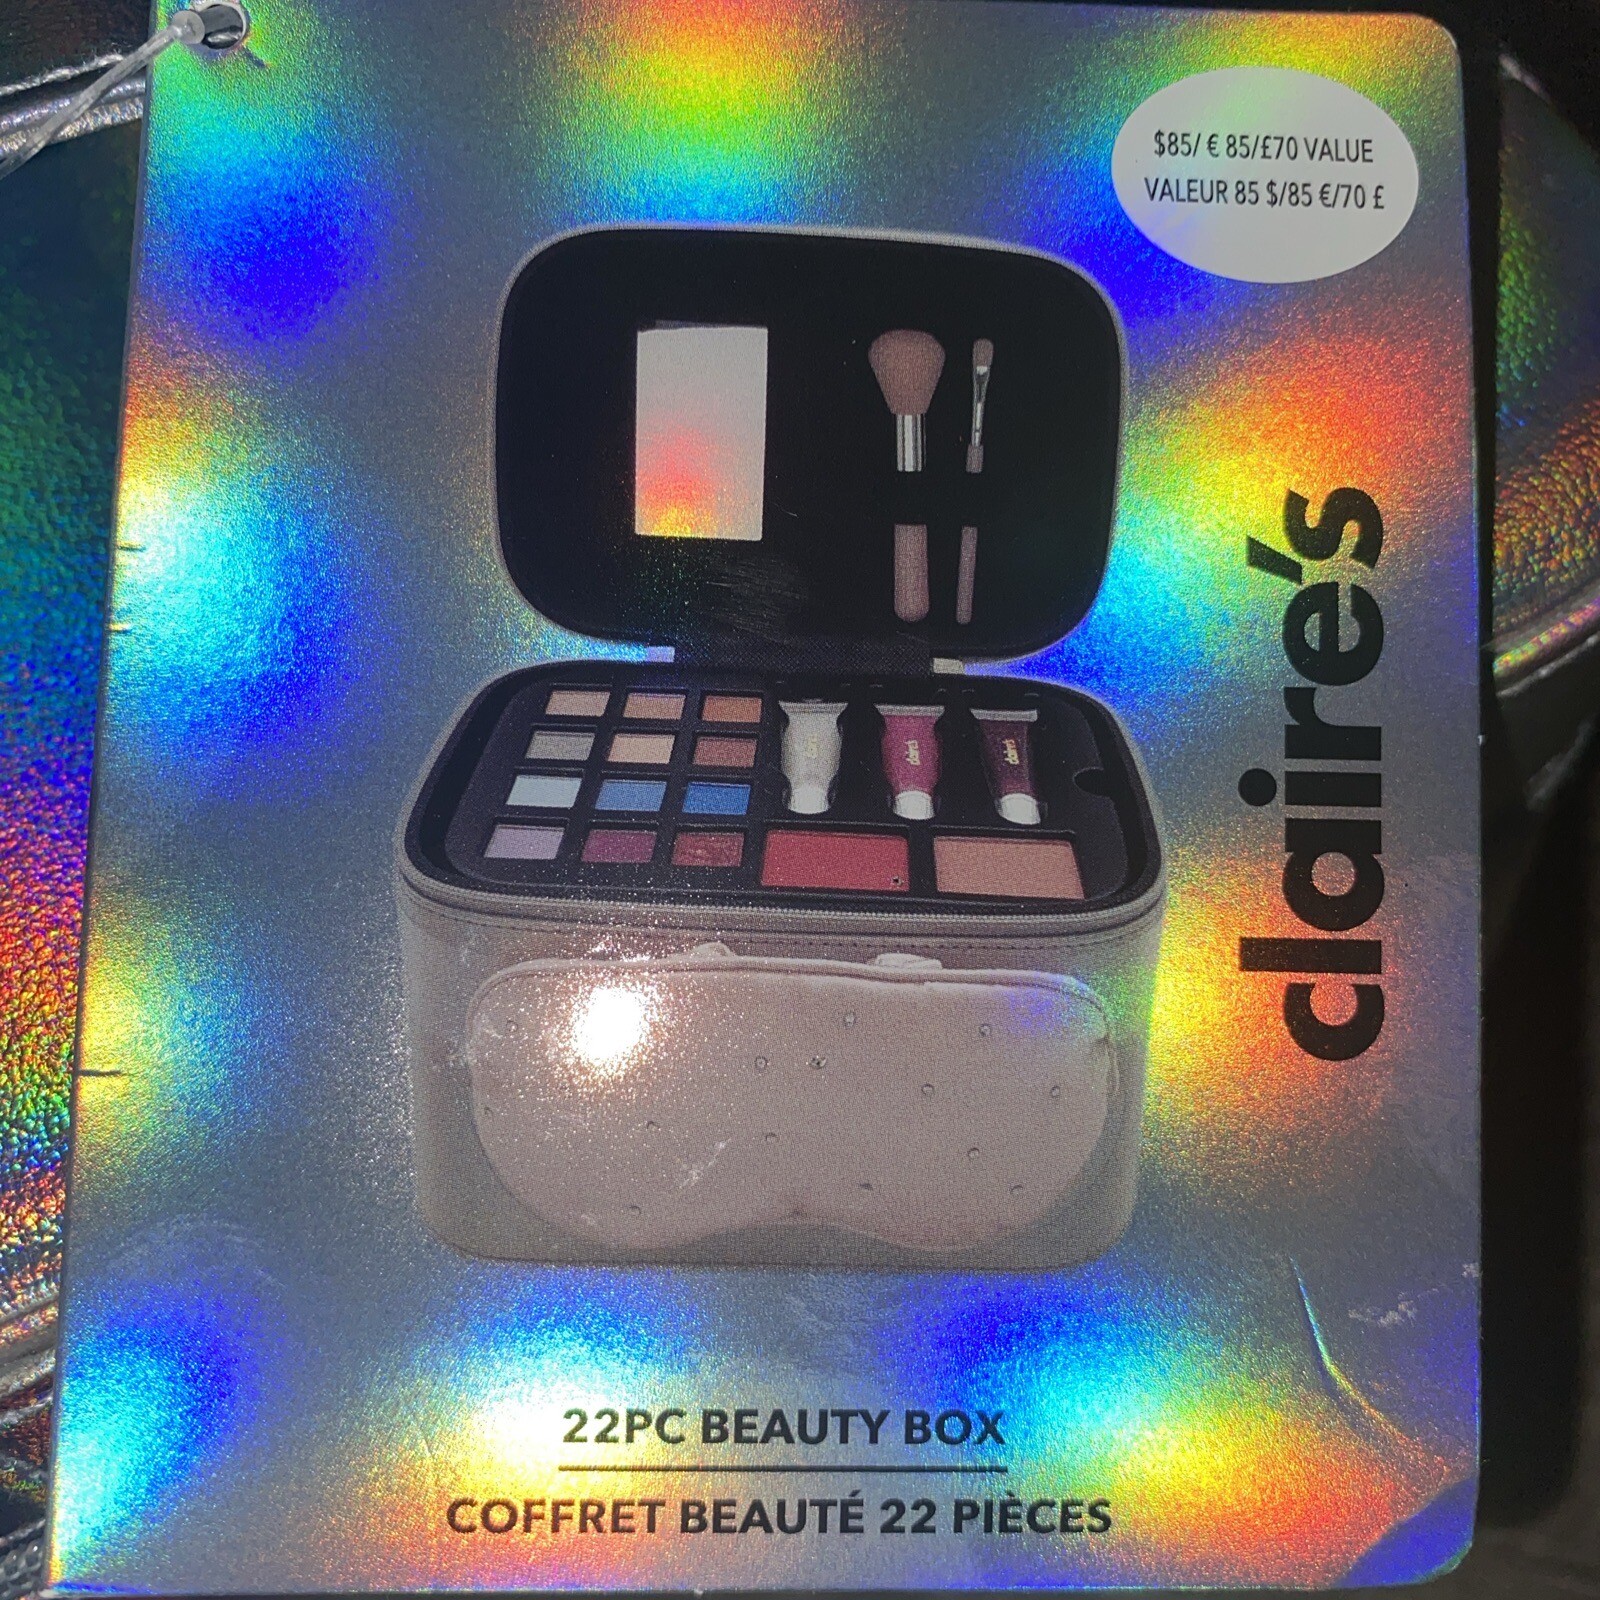 $85/ € 85/£70 VALUE
VALEUR 85 $/85 €/70 £
claire's
22PC BEAUTY BOX
COFFRET BEAUTÉ 22 PIÈCES